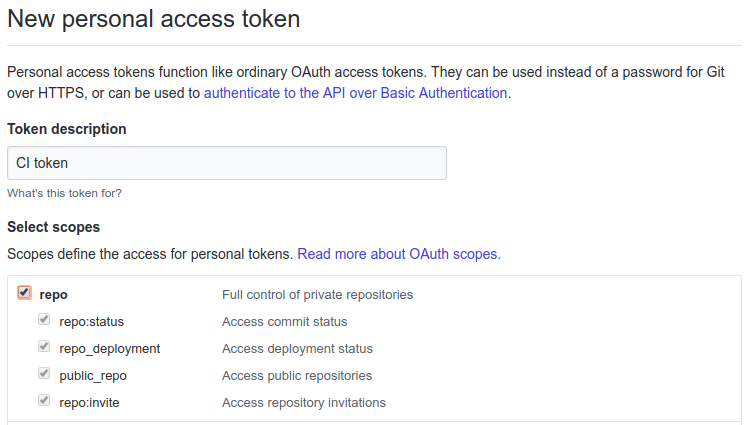 New personal access token
Personal access tokens function like ordinary OAuth access tokens. They can be used instead of a password for Git
over HTTPS, or can be used to authenticate to the API over Basic Authentication.
Token description
CI token
What's this token for?
Select scopes
Scopes define the access for personal tokens. Read more about OAuth scopes.
repo Full control of private repositories
repo:status Access commit status
repo_deployment Access deployment status
public_repo Access public repositories
repo:invite Access repository invitations